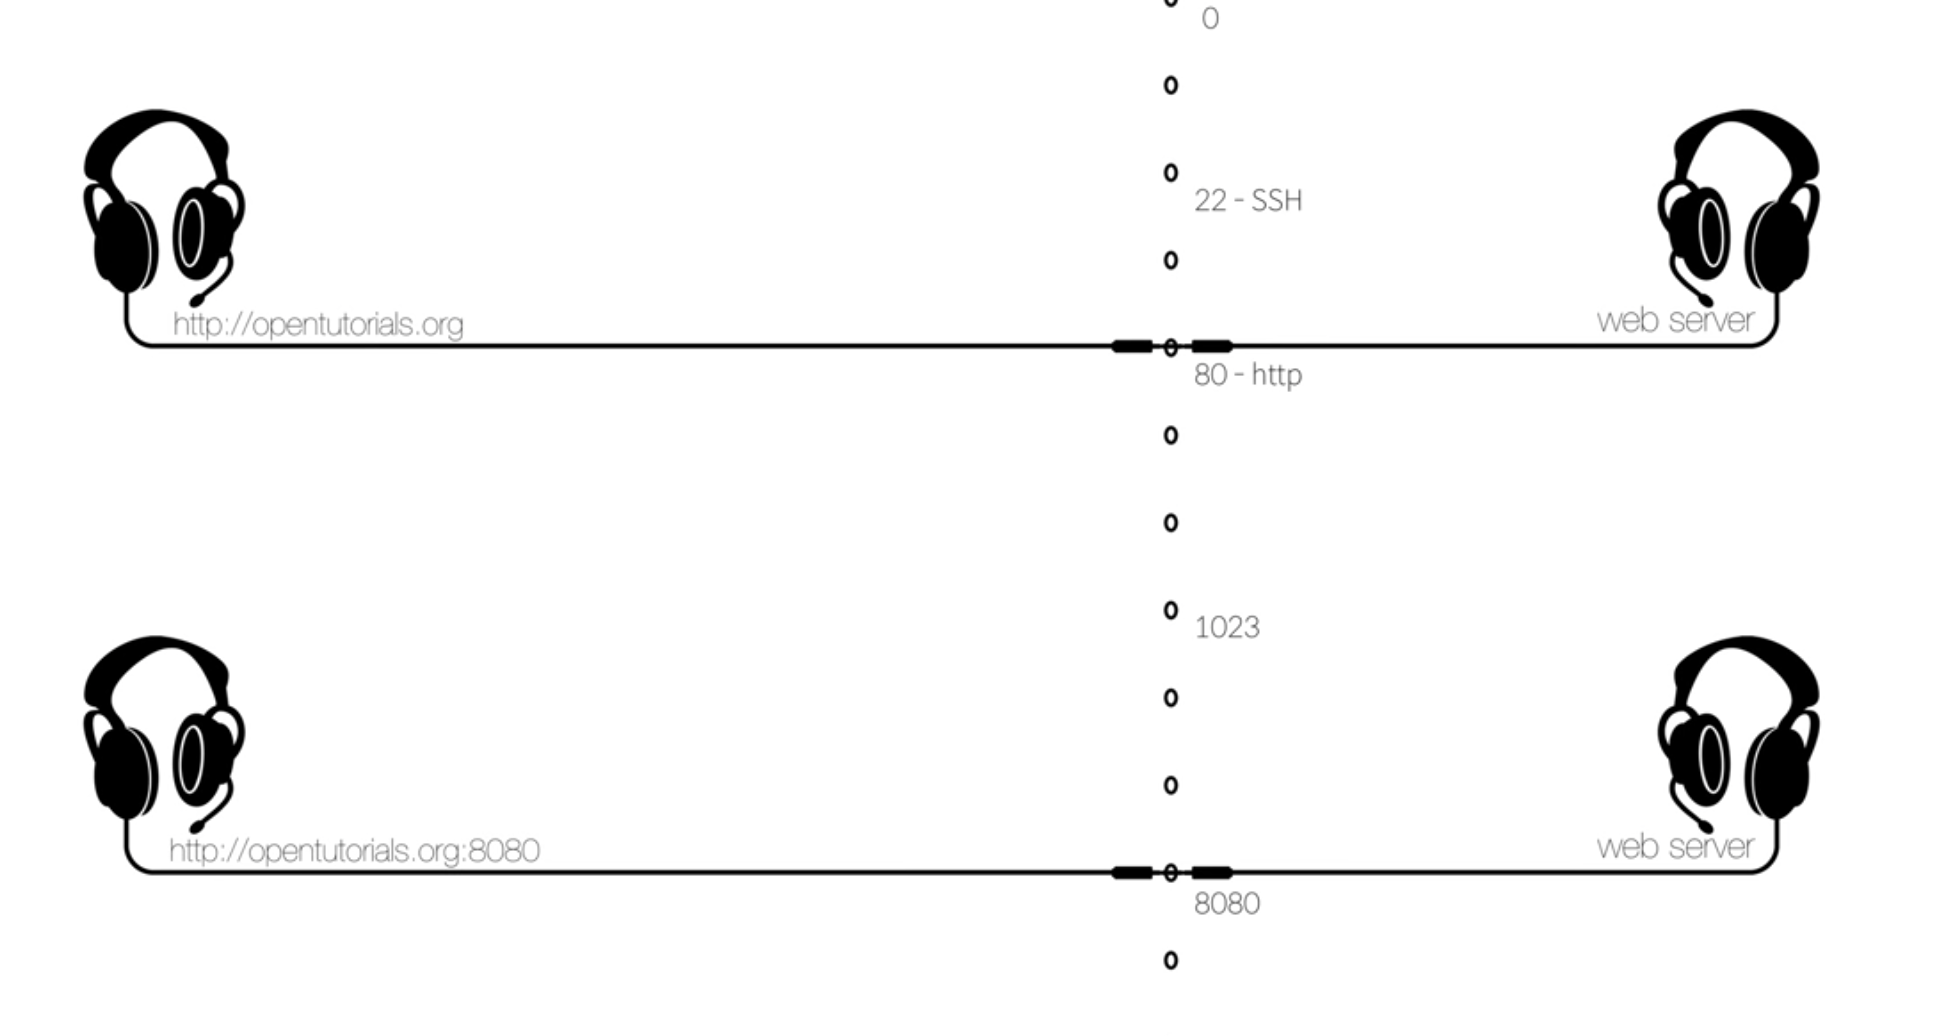 0
22 - SSH
http://opentutorials.org
web server
80 - http
1023
http://opentutorials.org:8080
web server
8080